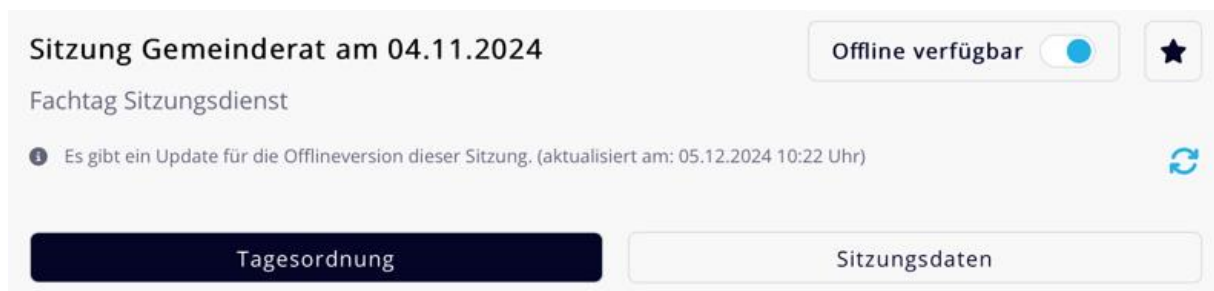 Sitzung Gemeinderat am 04.11.2024
Offline verfügbar
Fachtag Sitzungsdienst
Es gibt ein Update für die Offlineversion dieser Sitzung. (aktualisiert am: 05.12.2024 10:22 Uhr)
Tagesordnung
Sitzungsdaten